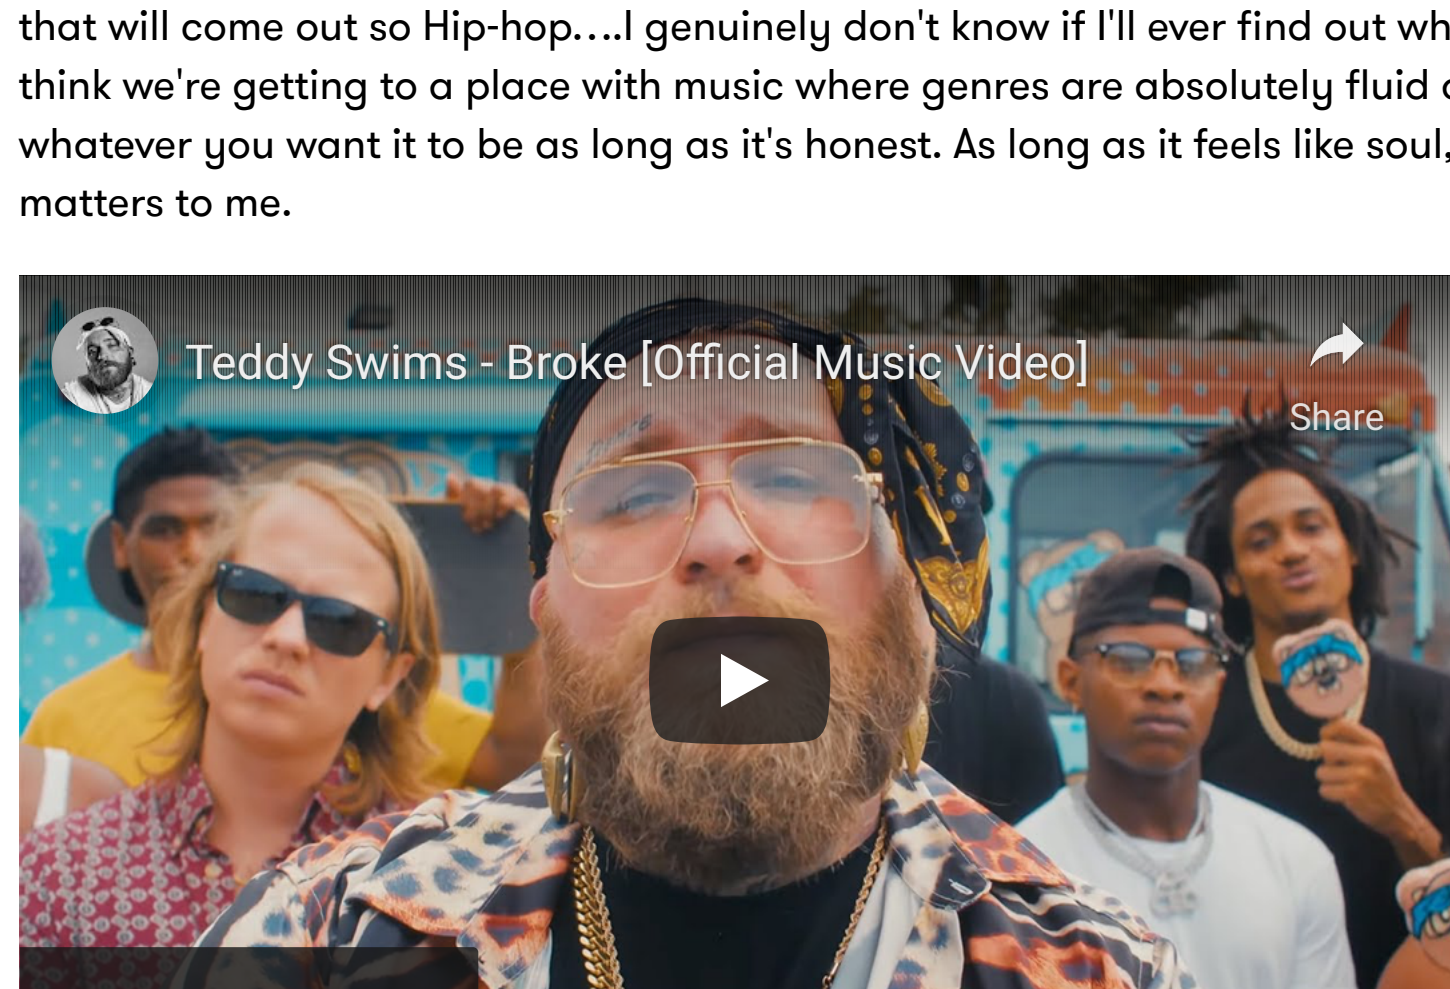 that will come out so Hip-hop....I genuinely don't know if I'll ever find out wh
think we're getting to a place with music where genres are absolutely fluid
whatever you want it to be as long as it's honest. As long as it feels like soul,
matters to me.
Teddy Swims - Broke [Official Music Video]
Share